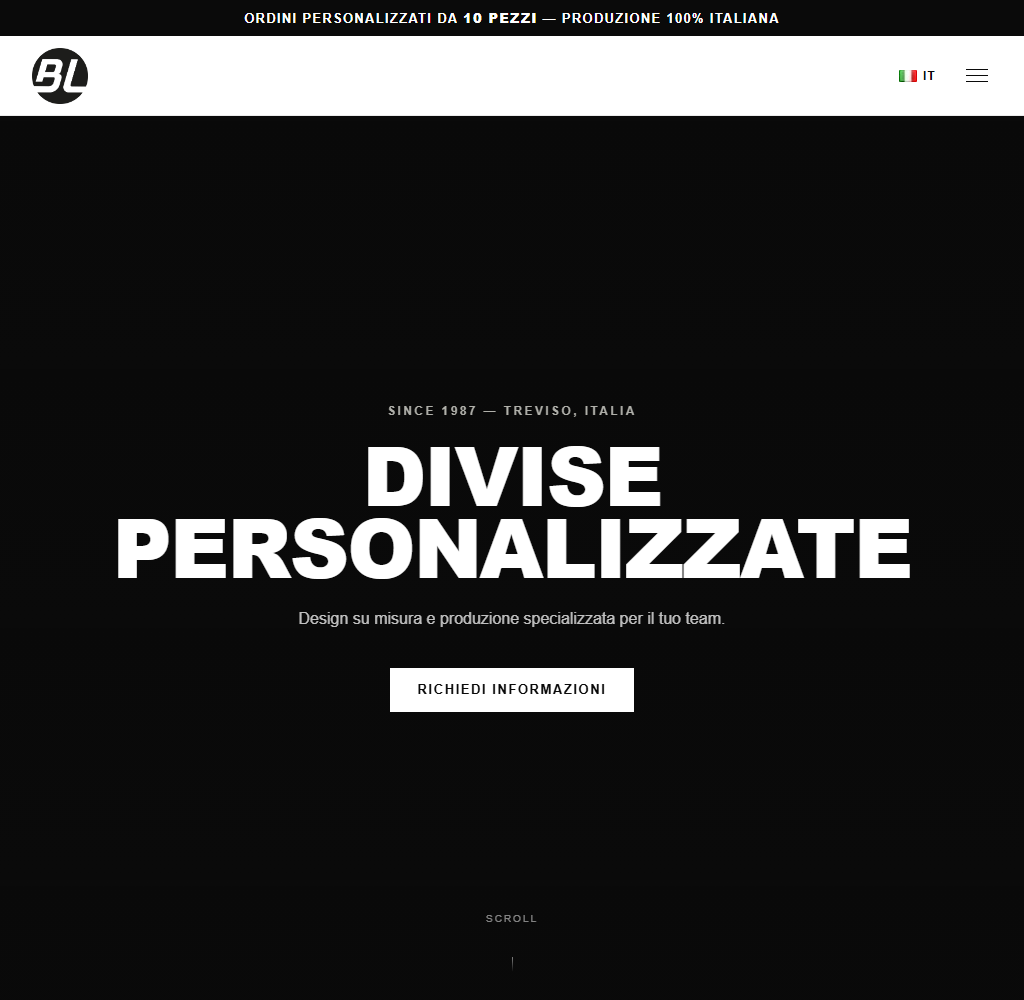 ORDINI PERSONALIZZATI DA 10 PEZZI — PRODUZIONE 100% ITALIANA
BL
IT
SINCE 1987 — TREVISO, ITALIA
DIVISE
PERSONALIZZATE
Design su misura e produzione specializzata per il tuo team.
RICHIEDI INFORMAZIONI
SCROLL